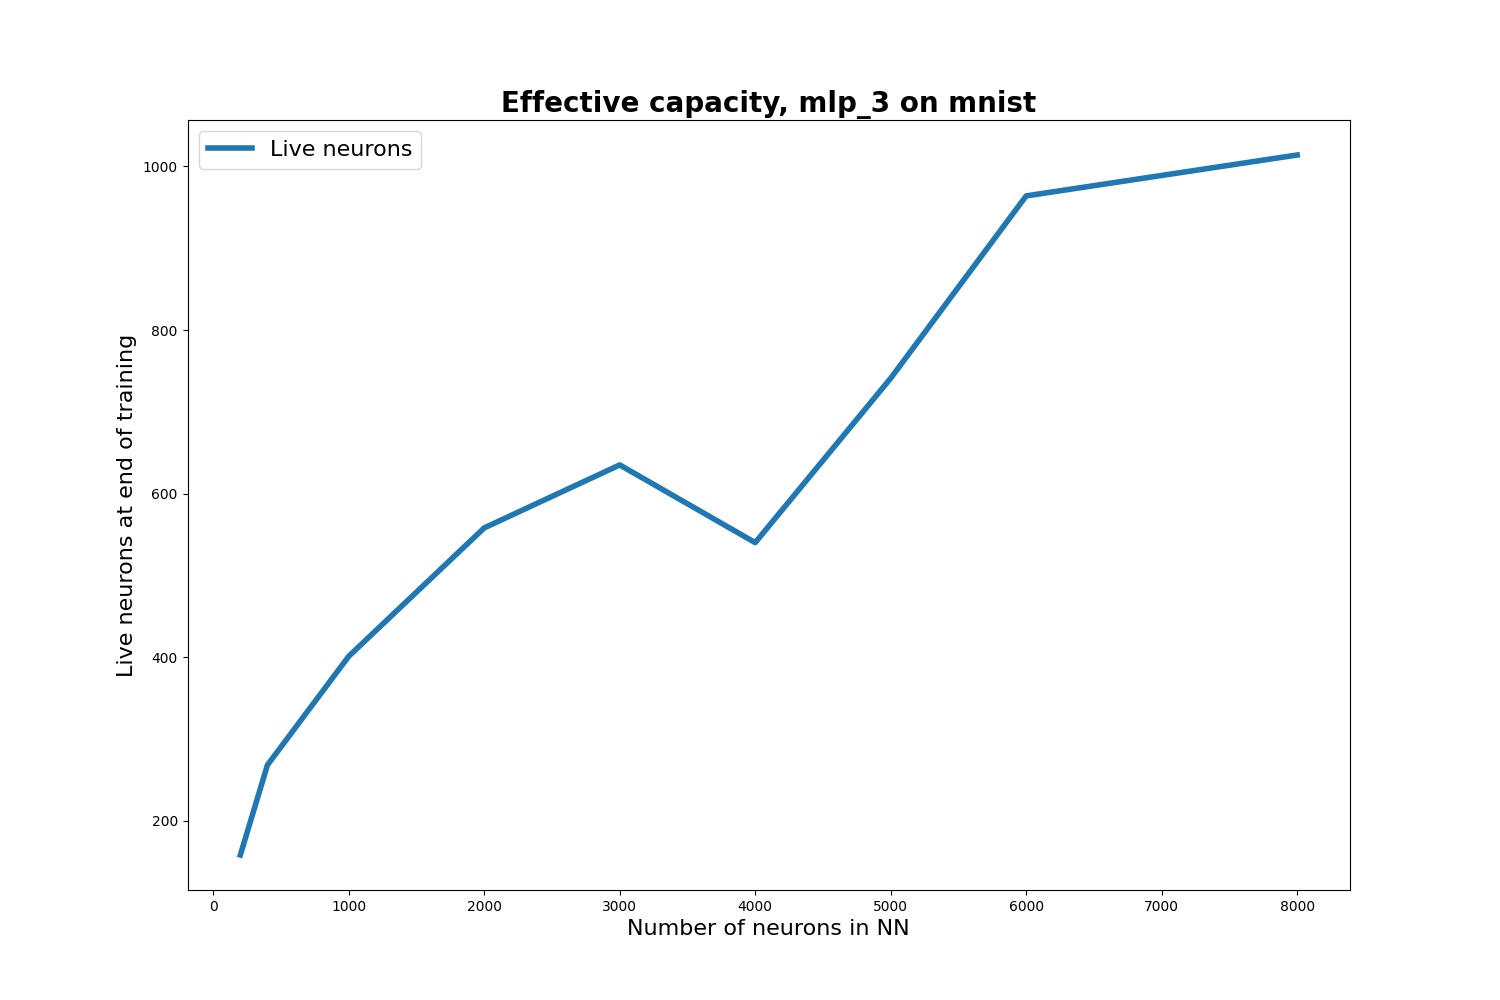 Effective capacity, mlp_3 on mnist
Live neurons
1000
800
600
400
200
Live neurons at end of training
0 1000 2000 3000 4000 5000 6000 7000 8000
Number of neurons in NN